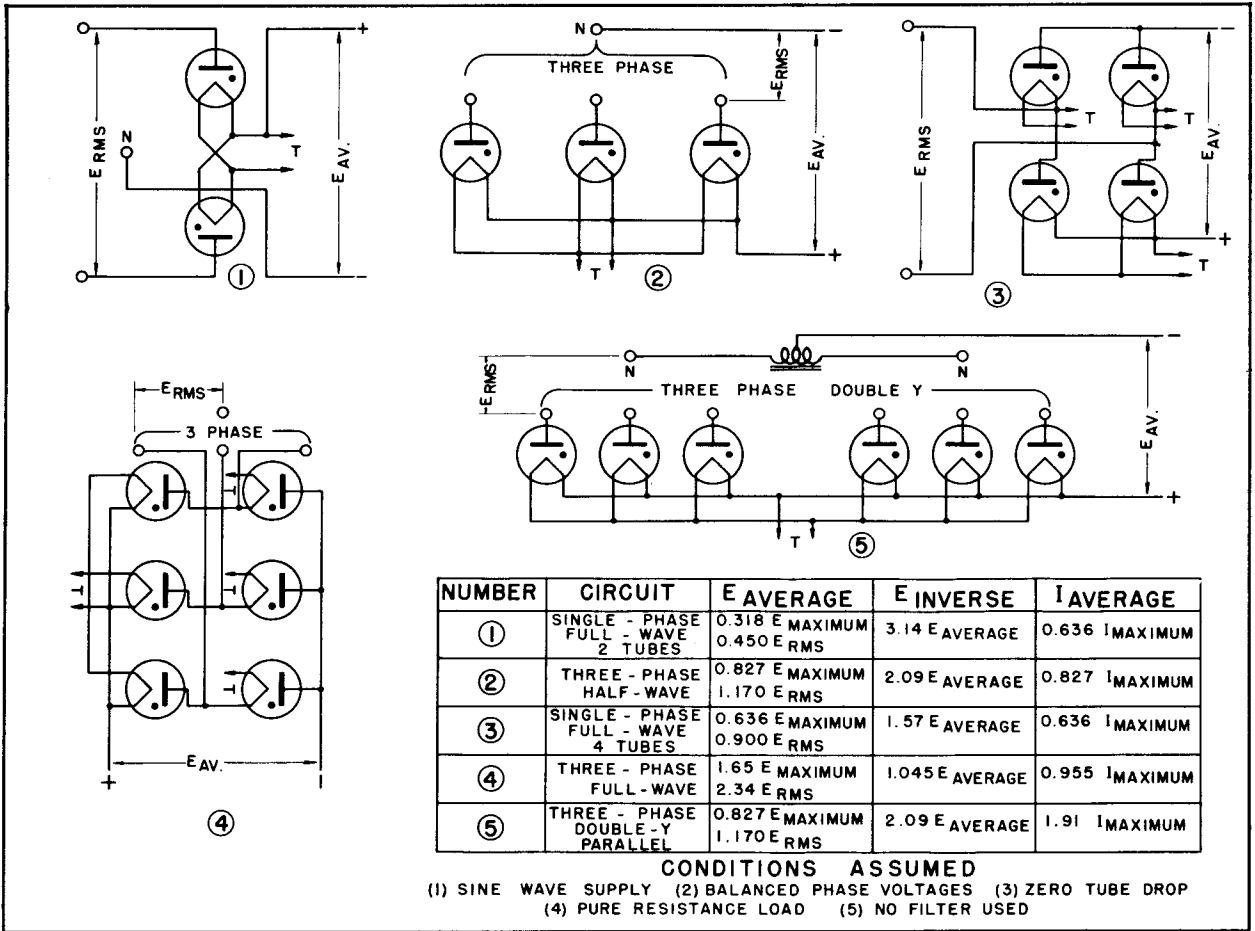 E RMS
N
T
E AV.
+
-
①
N
THREE PHASE
E RMS
E AV.
-
+
T
②
E RMS
T
T
E AV.
-
+
T
③
E RMS
3 PHASE
T
T
T
T
E AV.
+
-
④
E RMS
N
N
THREE PHASE DOUBLE Y
E AV.
-
+
T
⑤
NUMBER CIRCUIT E AVERAGE E INVERSE I AVERAGE
① SINGLE - PHASE FULL - WAVE 2 TUBES 0.318 E MAXIMUM 0.450 E RMS 3.14 E AVERAGE 0.636 I MAXIMUM
② THREE - PHASE HALF - WAVE 0.827 E MAXIMUM 1.170 E RMS 2.09 E AVERAGE 0.827 I MAXIMUM
③ SINGLE - PHASE FULL - WAVE 4 TUBES 0.636 E MAXIMUM 0.900 E RMS 1.57 E AVERAGE 0.636 I MAXIMUM
④ THREE - PHASE FULL - WAVE 1.65 E MAXIMUM 2.34 E RMS 1.045 E AVERAGE 0.955 I MAXIMUM
⑤ THREE - PHASE DOUBLE - Y PARALLEL 0.827 E MAXIMUM 1.170 E RMS 2.09 E AVERAGE 1.91 I MAXIMUM
CONDITIONS ASSUMED
(1) SINE WAVE SUPPLY (2) BALANCED PHASE VOLTAGES (3) ZERO TUBE DROP
(4) PURE RESISTANCE LOAD (5) NO FILTER USED